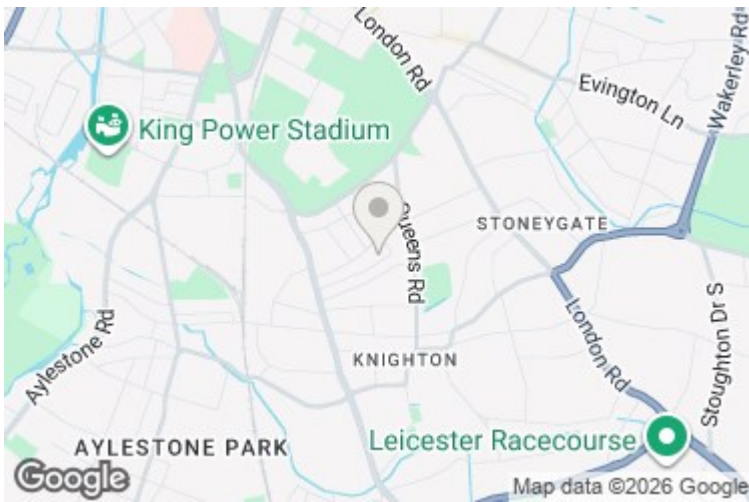 London Rd
Wakerley Rd
Evington Ln
King Power Stadium
Queens Rd
STONEYGATE
Aylestone Rd
London Rd
Stoughton Dr S
KNIGHTON
AYLESTONE PARK
Leicester Racecourse
Google
Map data ©2026 Google